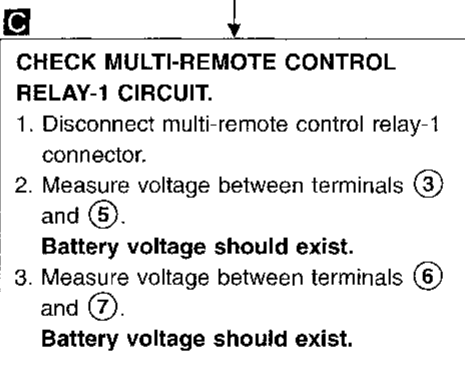 C
CHECK MULTI-REMOTE CONTROL
RELAY-1 CIRCUIT.
1. Disconnect multi-remote control relay-1
connector.
2. Measure voltage between terminals ③
and ⑤.
Battery voltage should exist.
3. Measure voltage between terminals ⑥
and ⑦.
Battery voltage should exist.